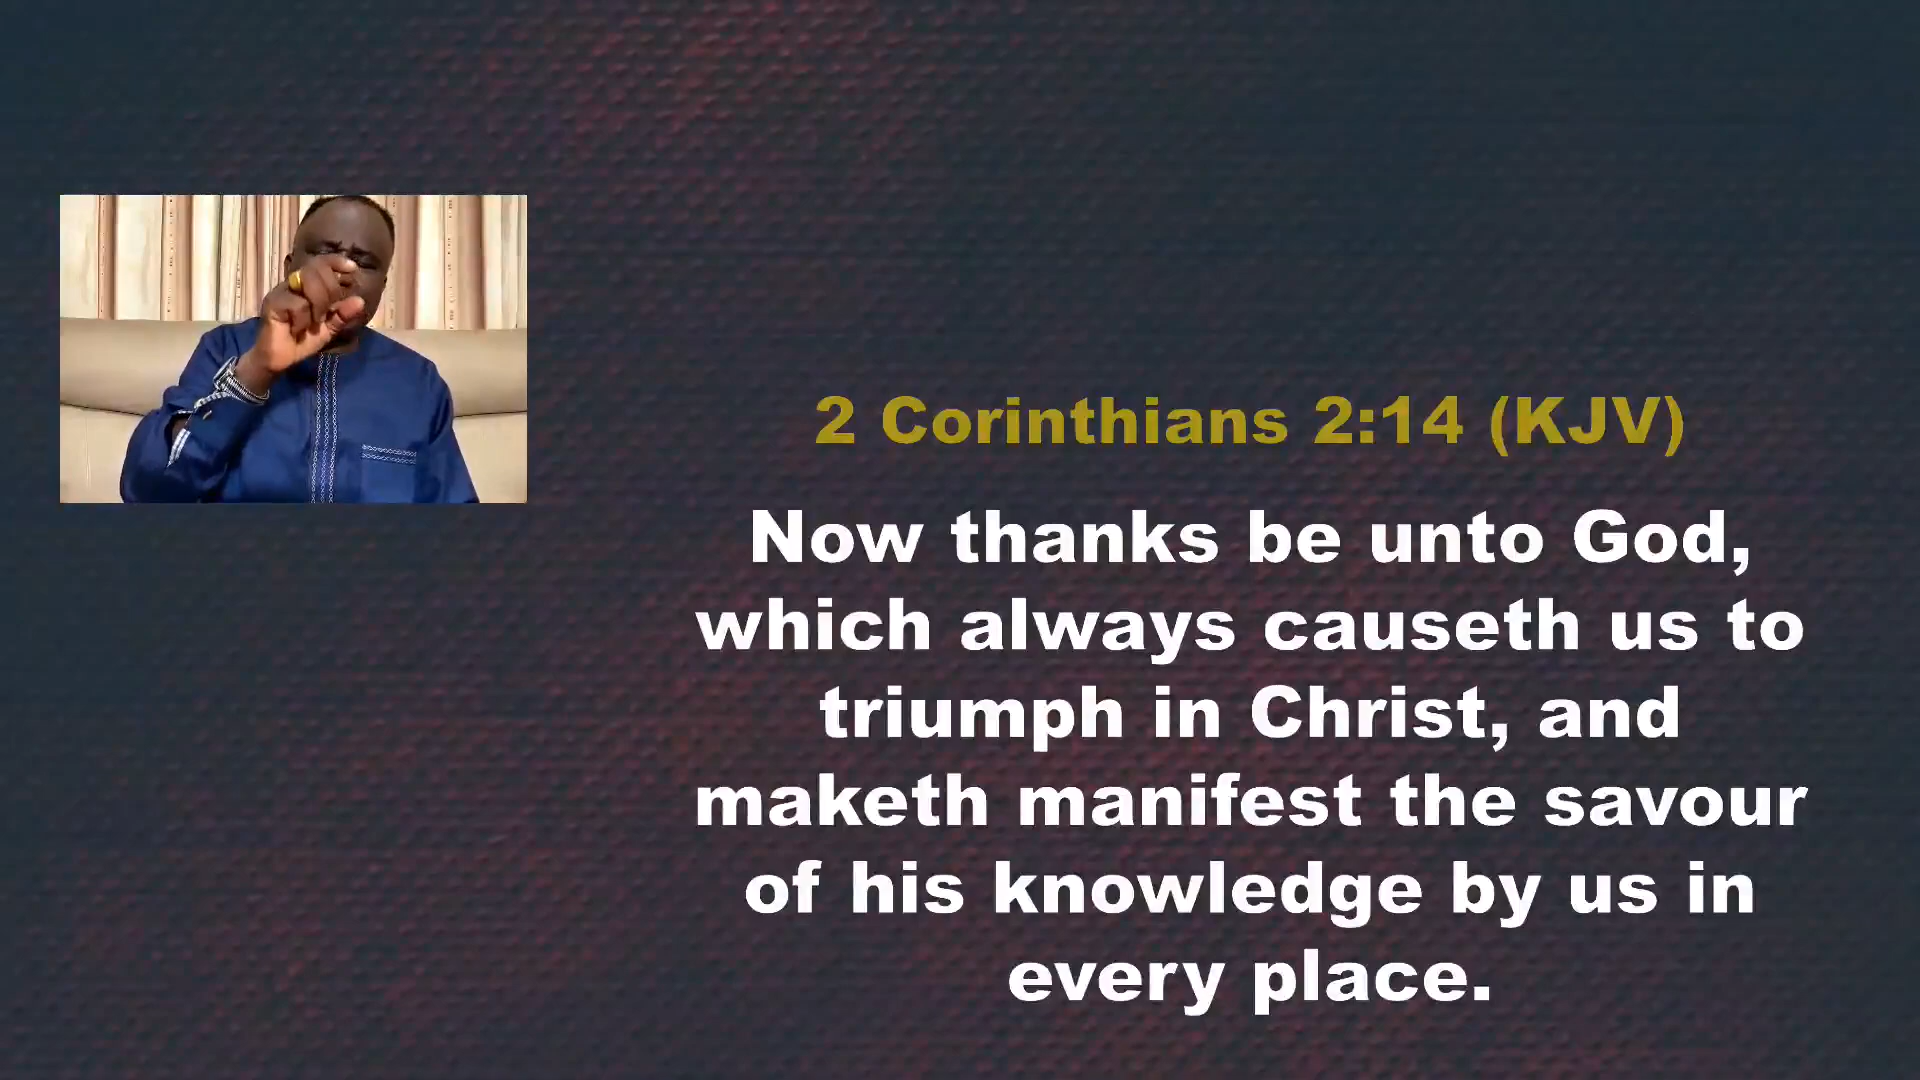 2 Corinthians 2:14 (KJV)
Now thanks be unto God,
which always causeth us to
triumph in Christ, and
maketh manifest the savour
of his knowledge by us in
every place.